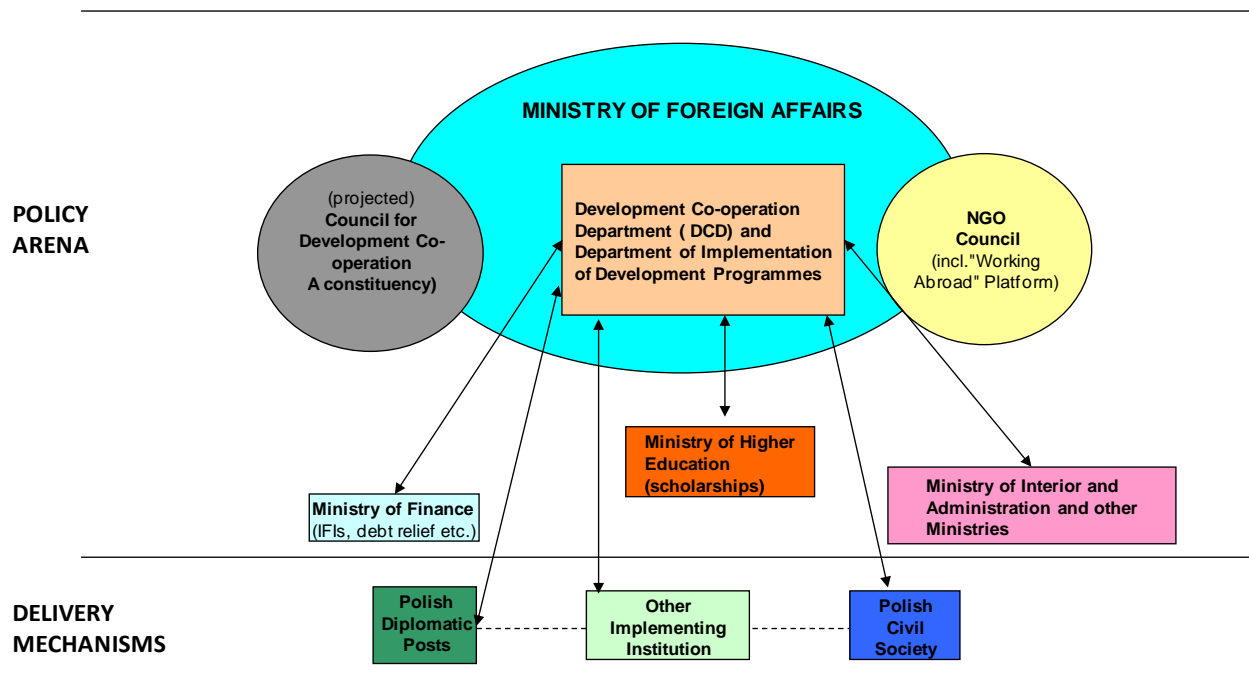 MINISTRY OF FOREIGN AFFAIRS
POLICY
ARENA
(projected)
Council for
Development Co-
operation
A constituency)
Development Co-operation
Department ( DCD) and
Department of Implementation
of Development Programmes
NGO
Council
(incl."Working
Abroad" Platform)
Ministry of Higher
Education
(scholarships)
Ministry of Finance
(IFIs, debt relief etc.)
Ministry of Interior and
Administration and other
Ministries
DELIVERY
MECHANISMS
Polish
Diplomatic
Posts
Other
Implementing
Institution
Polish
Civil
Society